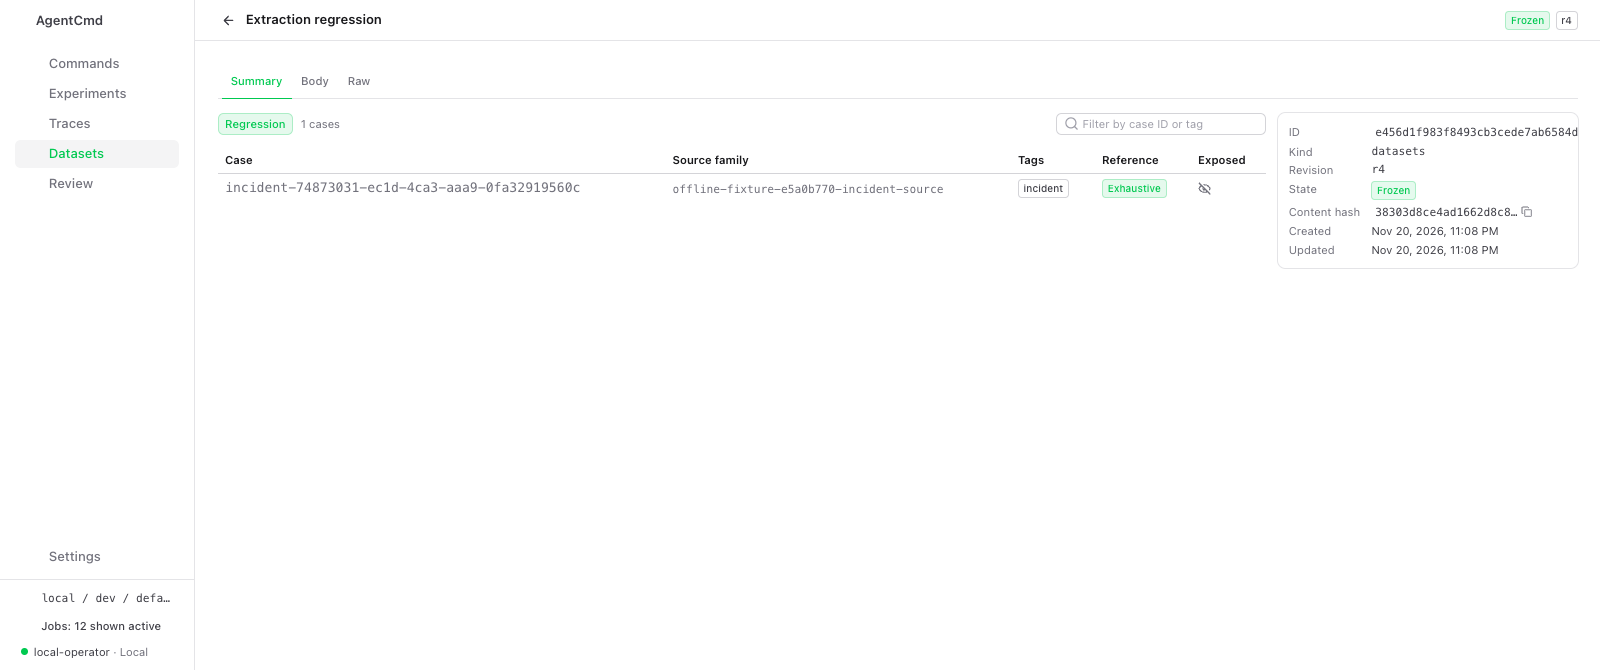 AgentCmd
Commands
Experiments
Traces
Datasets
Review
Settings
local / dev / defa…
Jobs: 12 shown active
local-operator · Local
Extraction regression
Frozen r4
Summary Body Raw
Regression 1 cases
Filter by case ID or tag
Case Source family Tags Reference Exposed
incident-74873031-ec1d-4ca3-aaa9-0fa32919560c offline-fixture-e5a0b770-incident-source incident Exhaustive
ID e456d1f983f8493cb3cede7ab6584d
Kind datasets
Revision r4
State Frozen
Content hash 38303d8ce4ad1662d8c8…
Created Nov 20, 2026, 11:08 PM
Updated Nov 20, 2026, 11:08 PM